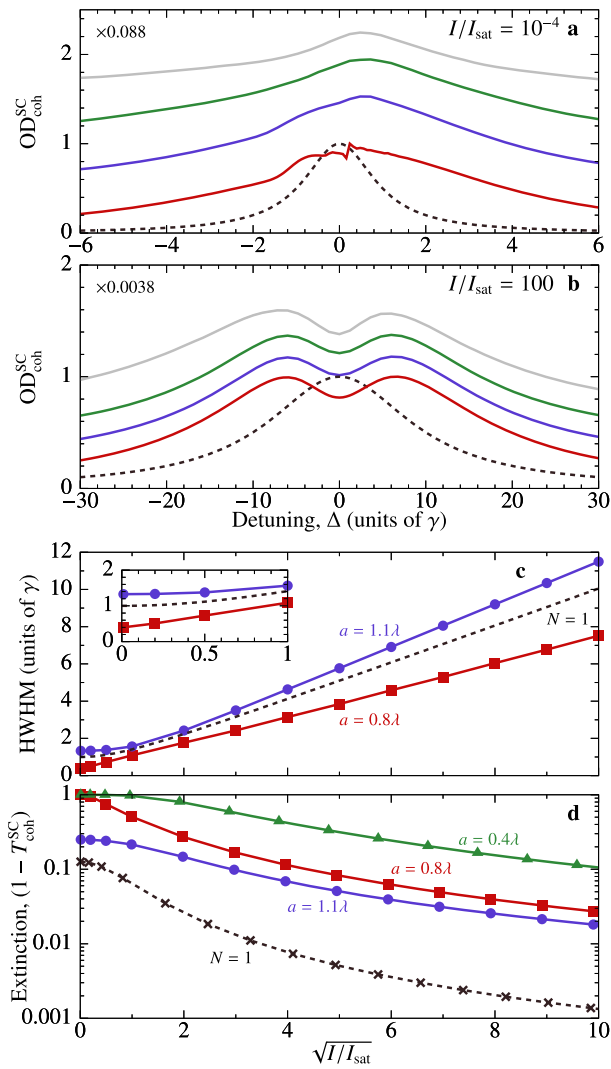 ×0.088
I/I_sat = 10⁻⁴ a
OD^SC_coh
2
1
0
−6 −4 −2 0 2 4 6
×0.0038
I/I_sat = 100 b
OD^SC_coh
2
1
0
−30 −20 −10 0 10 20 30
Detuning, Δ (units of γ)
c
HWHM (units of γ)
12
10
8
6
4
2
0
2
1
0
0 0.5 1
a = 1.1λ
N = 1
a = 0.8λ
d
Extinction, (1 − T^SC_coh)
1
0.1
0.01
0.001
a = 0.4λ
a = 0.8λ
a = 1.1λ
N = 1
0 2 4 6 8 10
√I/I_sat